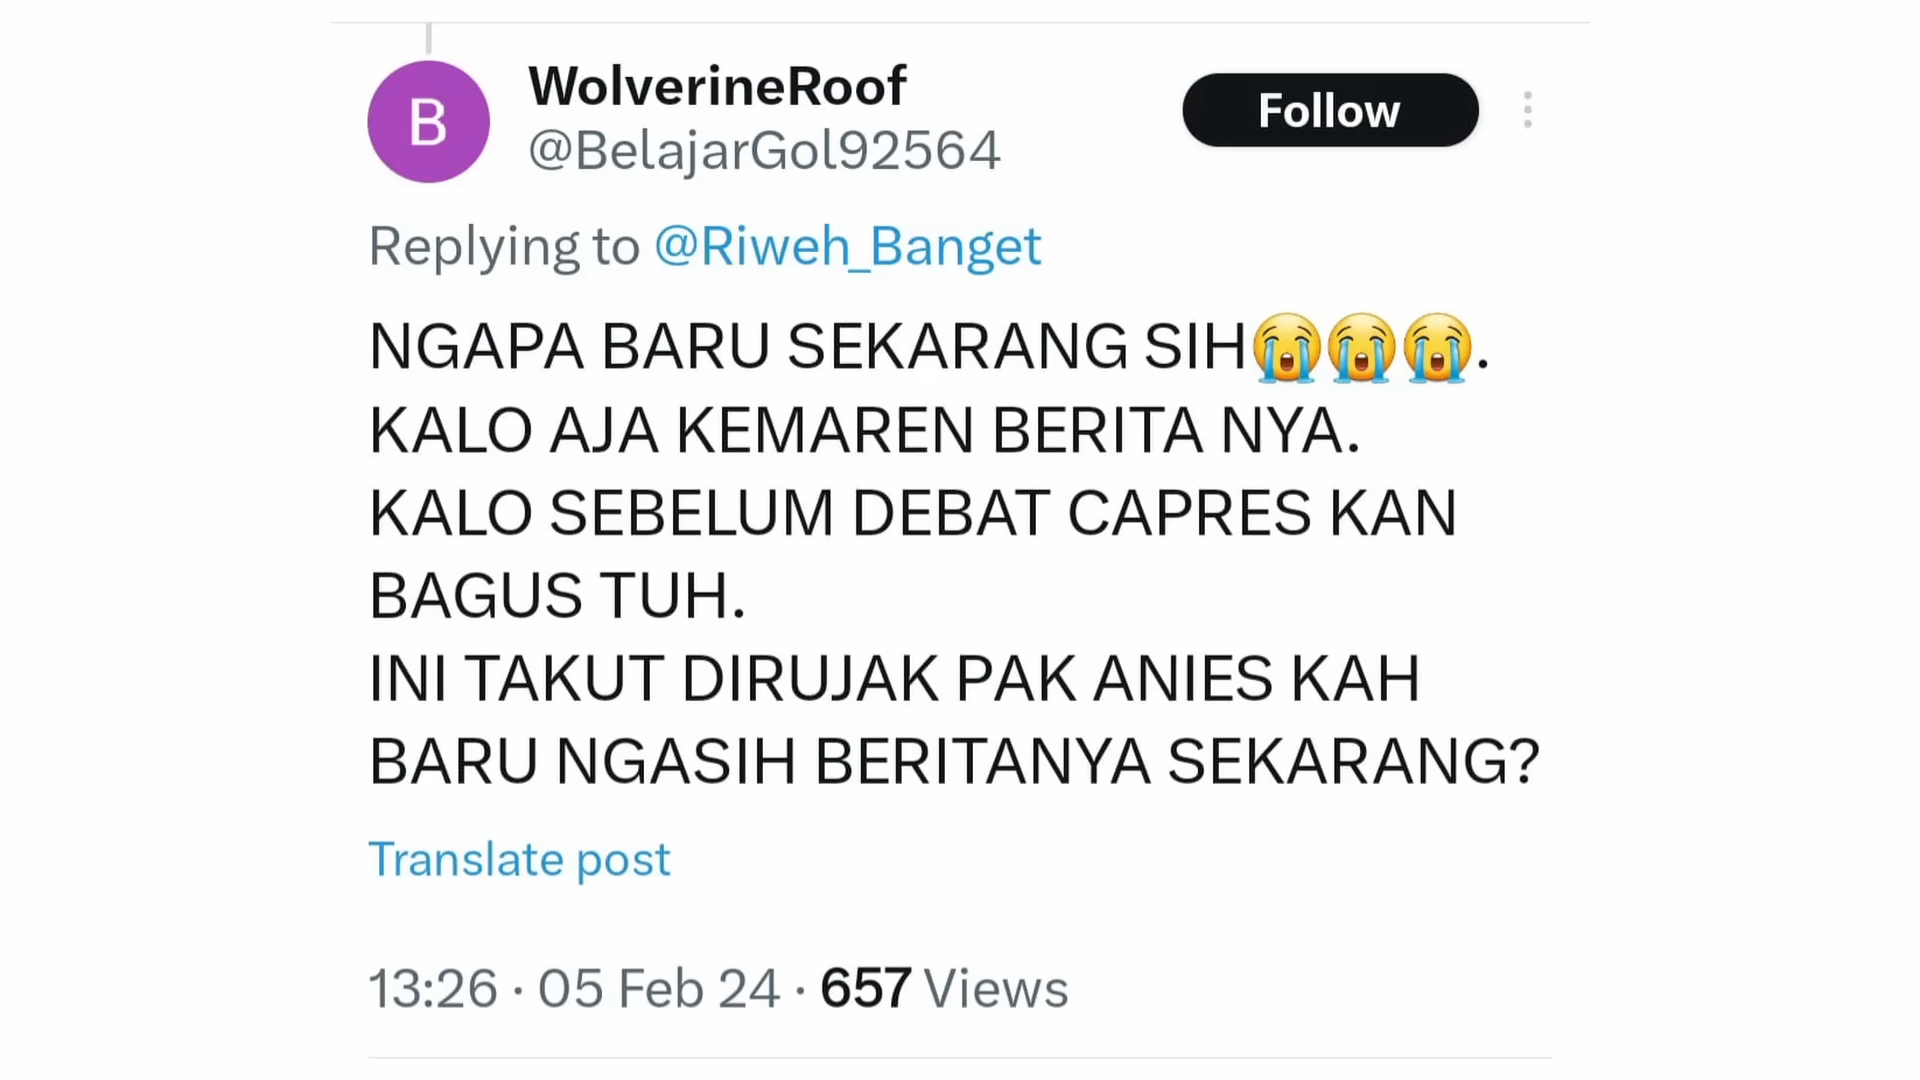 B
WolverineRoof
Follow
@BelajarGol92564
Replying to @Riweh_Banget
NGAPA BARU SEKARANG SIH😭😭😭.
KALO AJA KEMAREN BERITA NYA.
KALO SEBELUM DEBAT CAPRES KAN
BAGUS TUH.
INI TAKUT DIRUJAK PAK ANIES KAH
BARU NGASIH BERITANYA SEKARANG?
Translate post
13:26 · 05 Feb 24 · 657 Views